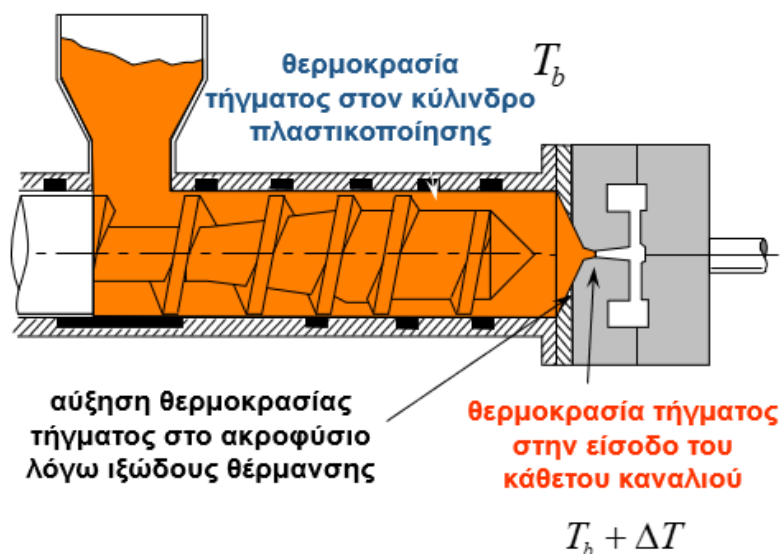 θερμοκρασία
τήγματος στον κύλινδρο
πλαστικοποίησης
T_b
αύξηση θερμοκρασίας
τήγματος στο ακροφύσιο
λόγω ιξώδους θέρμανσης
θερμοκρασία τήγματος
στην είσοδο του
κάθετου καναλιού
T_b + ΔT